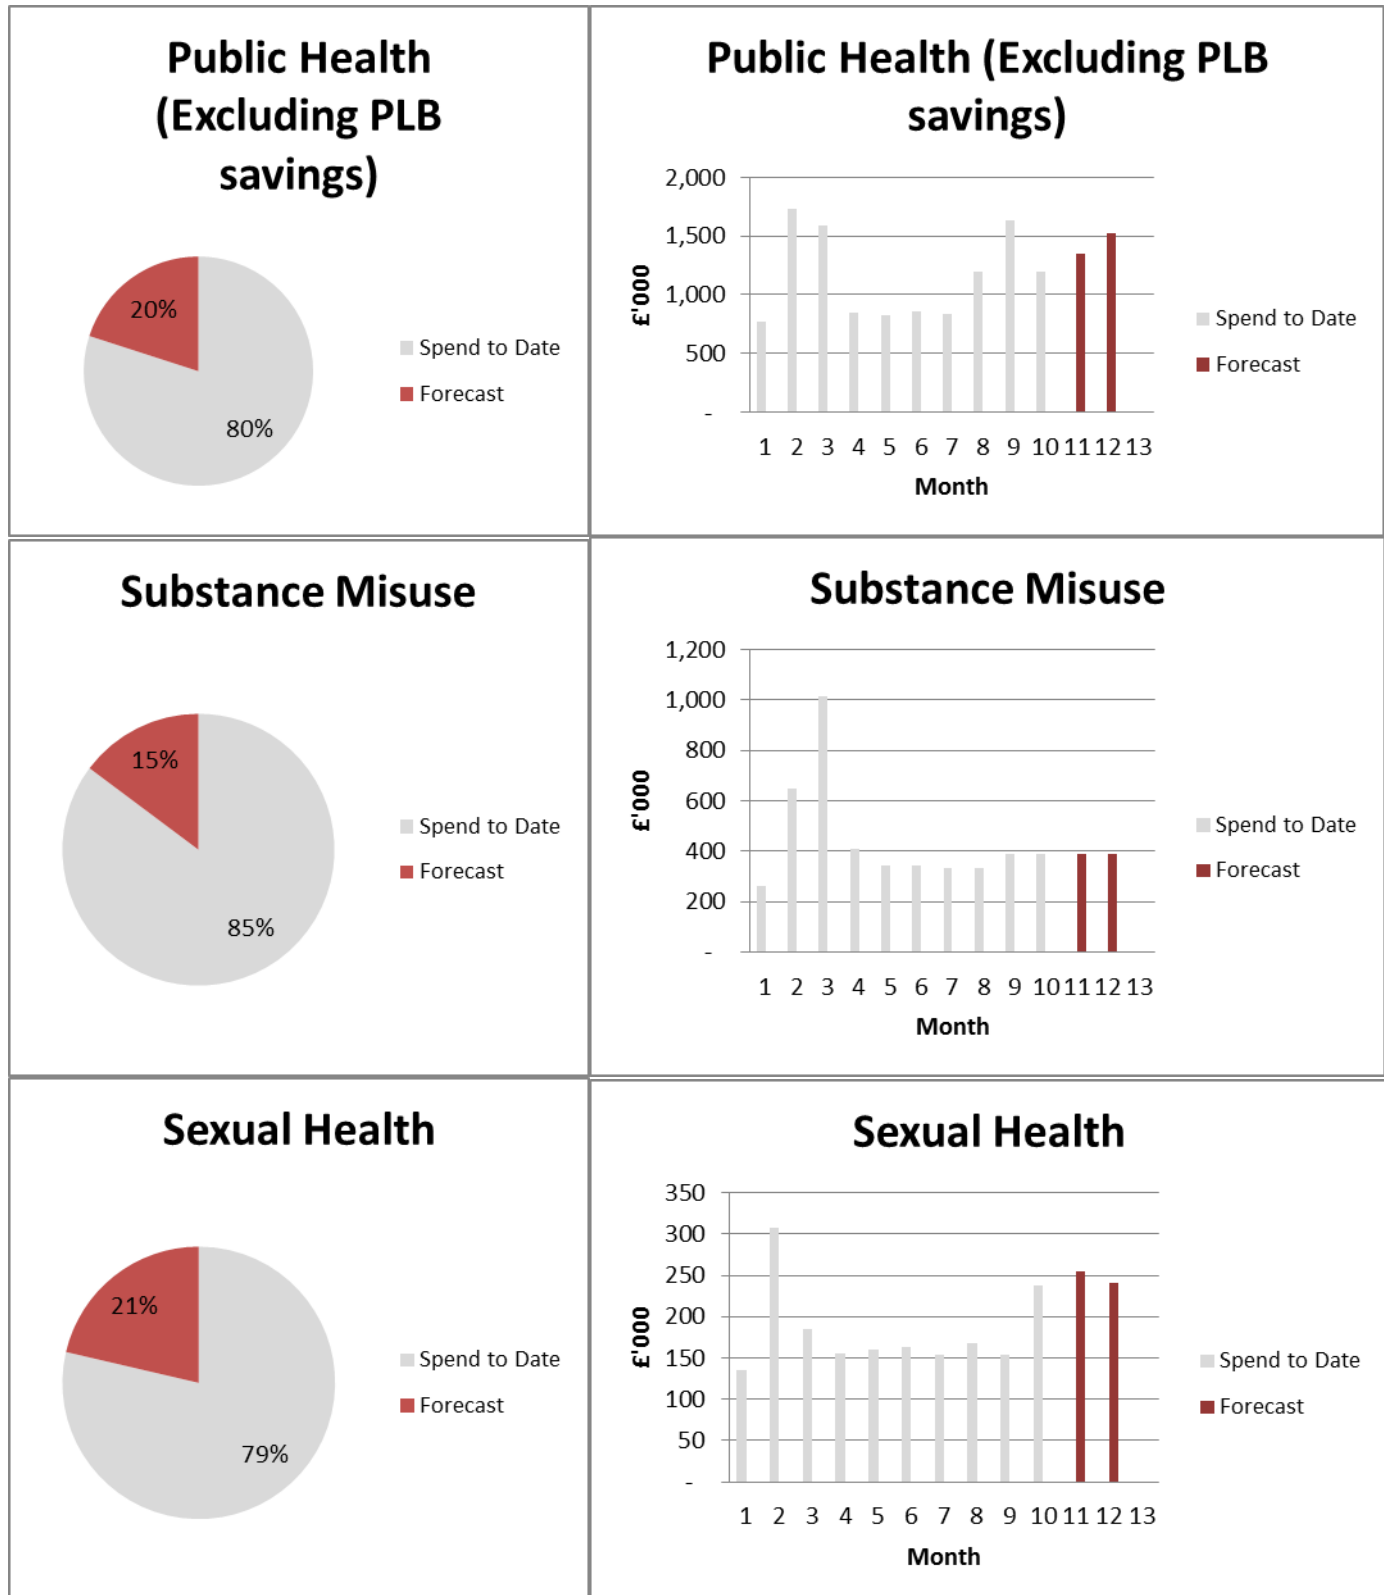 Public Health
(Excluding PLB
savings)
20%
80%
Spend to Date
Forecast
Public Health (Excluding PLB
savings)
2,000
1,500
1,000
500
-
£'000
1 2 3 4 5 6 7 8 9 10 11 12 13
Month
Spend to Date
Forecast
Substance Misuse
15%
85%
Spend to Date
Forecast
Substance Misuse
1,200
1,000
800
600
400
200
-
£'000
1 2 3 4 5 6 7 8 9 10 11 12 13
Month
Spend to Date
Forecast
Sexual Health
21%
79%
Spend to Date
Forecast
Sexual Health
350
300
250
200
150
100
50
-
£'000
1 2 3 4 5 6 7 8 9 10 11 12 13
Month
Spend to Date
Forecast